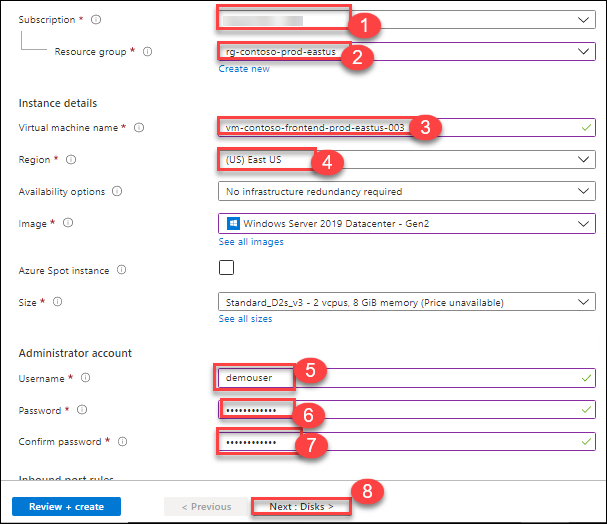 Subscription *
1
Resource group *
rg-contoso-prod-eastus
2
Create new
Instance details
Virtual machine name *
vm-contoso-frontend-prod-eastus-003
3
Region *
(US) East US
4
Availability options
No infrastructure redundancy required
Image *
Windows Server 2019 Datacenter - Gen2
See all images
Azure Spot instance
Size *
Standard_D2s_v3 - 2 vcpus, 8 GiB memory (Price unavailable)
See all sizes
Administrator account
Username *
demouser
5
Password *
••••••••••••
6
Confirm password *
••••••••••••
7
Inbound port rules
8
Review + create
< Previous
Next : Disks >